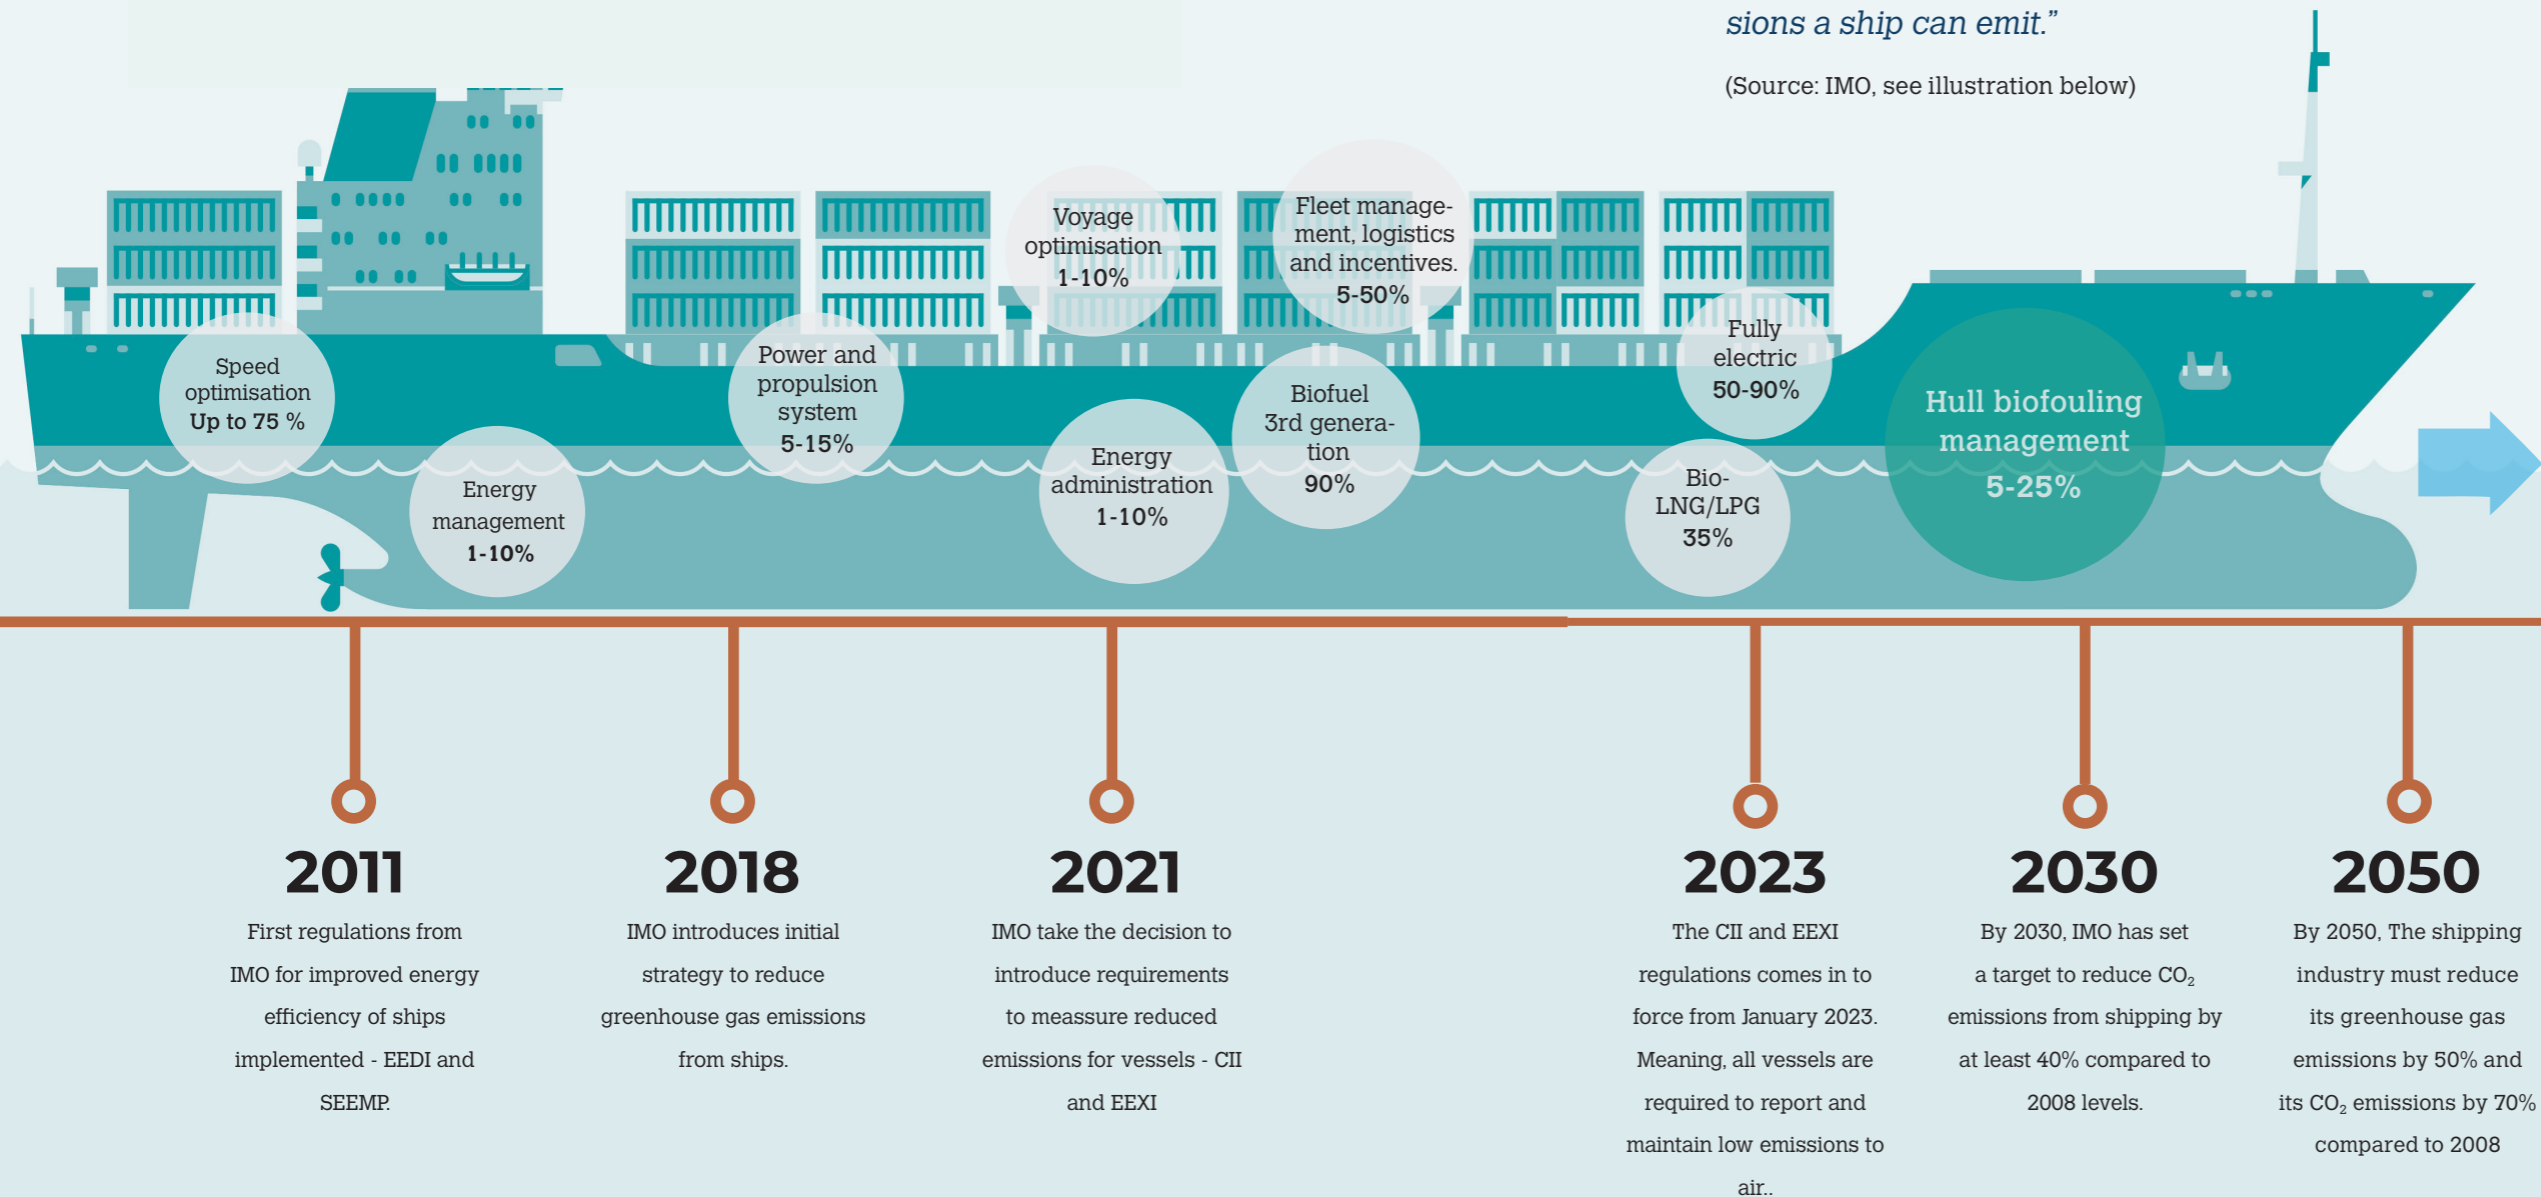 sions a ship can emit.”
(Source: IMO, see illustration below)
Voyage
optimisation
1-10%
Fleet manage-
ment, logistics
and incentives.
5-50%
Speed
optimisation
Up to 75 %
Power and
propulsion
system
5-15%
Fully
electric
50-90%
Hull biofouling
management
5-25%
Energy
management
1-10%
Energy
administration
1-10%
Biofuel
3rd genera-
tion
90%
Bio-
LNG/LPG
35%
2011
First regulations from
IMO for improved energy
efficiency of ships
implemented - EEDI and
SEEMP.
2018
IMO introduces initial
strategy to reduce
greenhouse gas emissions
from ships.
2021
IMO take the decision to
introduce requirements
to meassure reduced
emissions for vessels - CII
and EEXI
2023
The CII and EEXI
regulations comes in to
force from January 2023.
Meaning, all vessels are
required to report and
maintain low emissions to
air..
2030
By 2030, IMO has set
a target to reduce CO₂
emissions from shipping by
at least 40% compared to
2008 levels.
2050
By 2050, The shipping
industry must reduce
its greenhouse gas
emissions by 50% and
its CO₂ emissions by 70%
compared to 2008